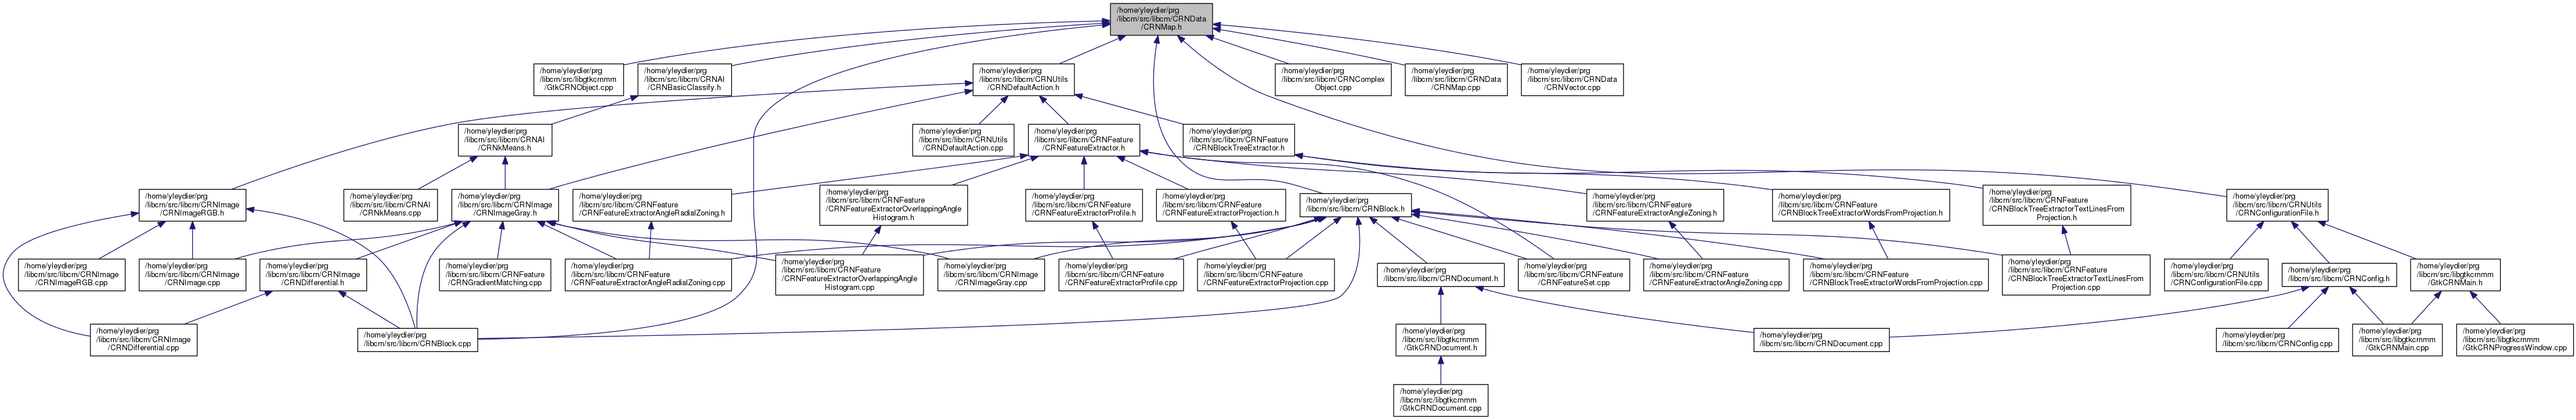 /home/yleydier/prg
/libcrn/src/libcrn/CRNData
/CRNMap.h
/home/yleydier/prg
/libcrn/src/libgtkcrnmm
/GtkCRNObject.cpp
/home/yleydier/prg
/libcrn/src/libcrn/CRNAI
/CRNBasicClassify.h
/home/yleydier/prg
/libcrn/src/libcrn/CRNUtils
/CRNDefaultAction.h
/home/yleydier/prg
/libcrn/src/libcrn/CRNComplex
Object.cpp
/home/yleydier/prg
/libcrn/src/libcrn/CRNData
/CRNMap.cpp
/home/yleydier/prg
/libcrn/src/libcrn/CRNData
/CRNVector.cpp
/home/yleydier/prg
/libcrn/src/libcrn/CRNAI
/CRNkMeans.h
/home/yleydier/prg
/libcrn/src/libcrn/CRNUtils
/CRNDefaultAction.cpp
/home/yleydier/prg
/libcrn/src/libcrn/CRNFeature
/CRNFeatureExtractor.h
/home/yleydier/prg
/libcrn/src/libcrn/CRNFeature
/CRNBlockTreeExtractor.h
/home/yleydier/prg
/libcrn/src/libcrn/CRNImage
/CRNImageRGB.h
/home/yleydier/prg
/libcrn/src/libcrn/CRNAI
/CRNkMeans.cpp
/home/yleydier/prg
/libcrn/src/libcrn/CRNImage
/CRNImageGray.h
/home/yleydier/prg
/libcrn/src/libcrn/CRNFeature
/CRNFeatureExtractorAngleRadialZoning.h
/home/yleydier/prg
/libcrn/src/libcrn/CRNFeature
/CRNFeatureExtractorOverlappingAngle
Histogram.h
/home/yleydier/prg
/libcrn/src/libcrn/CRNFeature
/CRNFeatureExtractorProfile.h
/home/yleydier/prg
/libcrn/src/libcrn/CRNFeature
/CRNFeatureExtractorProjection.h
/home/yleydier/prg
/libcrn/src/libcrn/CRNBlock.h
/home/yleydier/prg
/libcrn/src/libcrn/CRNFeature
/CRNFeatureExtractorAngleZoning.h
/home/yleydier/prg
/libcrn/src/libcrn/CRNFeature
/CRNBlockTreeExtractorWordsFromProjection.h
/home/yleydier/prg
/libcrn/src/libcrn/CRNFeature
/CRNBlockTreeExtractorTextLinesFrom
Projection.h
/home/yleydier/prg
/libcrn/src/libcrn/CRNUtils
/CRNConfigurationFile.h
/home/yleydier/prg
/libcrn/src/libcrn/CRNImage
/CRNImageRGB.cpp
/home/yleydier/prg
/libcrn/src/libcrn/CRNImage
/CRNImage.cpp
/home/yleydier/prg
/libcrn/src/libcrn/CRNImage
/CRNDifferential.h
/home/yleydier/prg
/libcrn/src/libcrn/CRNFeature
/CRNGradientMatching.cpp
/home/yleydier/prg
/libcrn/src/libcrn/CRNFeature
/CRNFeatureExtractorAngleRadialZoning.cpp
/home/yleydier/prg
/libcrn/src/libcrn/CRNFeature
/CRNFeatureExtractorOverlappingAngle
Histogram.cpp
/home/yleydier/prg
/libcrn/src/libcrn/CRNImage
/CRNImageGray.cpp
/home/yleydier/prg
/libcrn/src/libcrn/CRNFeature
/CRNFeatureExtractorProfile.cpp
/home/yleydier/prg
/libcrn/src/libcrn/CRNFeature
/CRNFeatureExtractorProjection.cpp
/home/yleydier/prg
/libcrn/src/libcrn/CRNDocument.h
/home/yleydier/prg
/libcrn/src/libcrn/CRNFeature
/CRNFeatureSet.cpp
/home/yleydier/prg
/libcrn/src/libcrn/CRNFeature
/CRNFeatureExtractorAngleZoning.cpp
/home/yleydier/prg
/libcrn/src/libcrn/CRNFeature
/CRNBlockTreeExtractorWordsFromProjection.cpp
/home/yleydier/prg
/libcrn/src/libcrn/CRNFeature
/CRNBlockTreeExtractorTextLinesFrom
Projection.cpp
/home/yleydier/prg
/libcrn/src/libcrn/CRNUtils
/CRNConfigurationFile.cpp
/home/yleydier/prg
/libcrn/src/libcrn/CRNConfig.h
/home/yleydier/prg
/libcrn/src/libgtkcrnmm
/GtkCRNMain.h
/home/yleydier/prg
/libcrn/src/libcrn/CRNImage
/CRNDifferential.cpp
/home/yleydier/prg
/libcrn/src/libcrn/CRNBlock.cpp
/home/yleydier/prg
/libcrn/src/libgtkcrnmm
/GtkCRNDocument.h
/home/yleydier/prg
/libcrn/src/libcrn/CRNDocument.cpp
/home/yleydier/prg
/libcrn/src/libcrn/CRNConfig.cpp
/home/yleydier/prg
/libcrn/src/libgtkcrnmm
/GtkCRNMain.cpp
/home/yleydier/prg
/libcrn/src/libgtkcrnmm
/GtkCRNProgressWindow.cpp
/home/yleydier/prg
/libcrn/src/libgtkcrnmm
/GtkCRNDocument.cpp